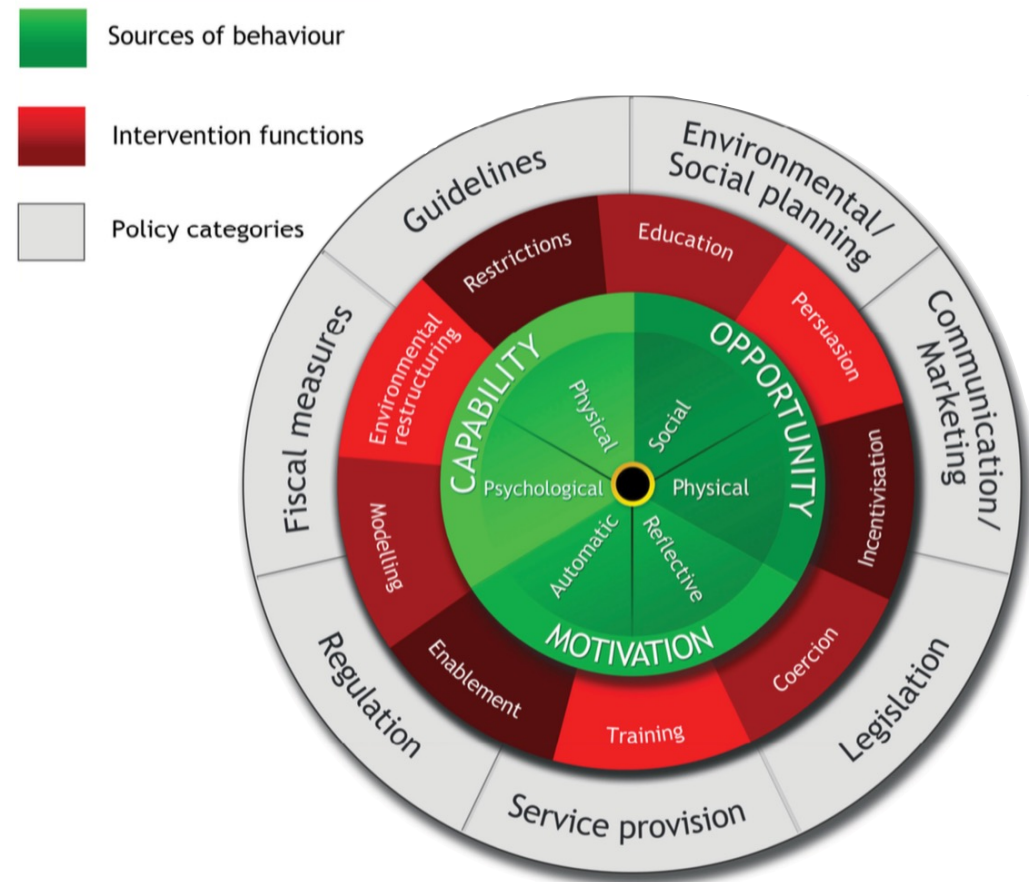 Sources of behaviour
Intervention functions
Policy categories
Guidelines
Environmental/
Social planning
Communication/
Marketing
Legislation
Service provision
Regulation
Fiscal measures
Restrictions
Education
Persuasion
Incentivisation
Coercion
Training
Enablement
Modelling
Environmental
restructuring
CAPABILITY
OPPORTUNITY
MOTIVATION
Physical
Social
Psychological
Physical
Automatic
Reflective